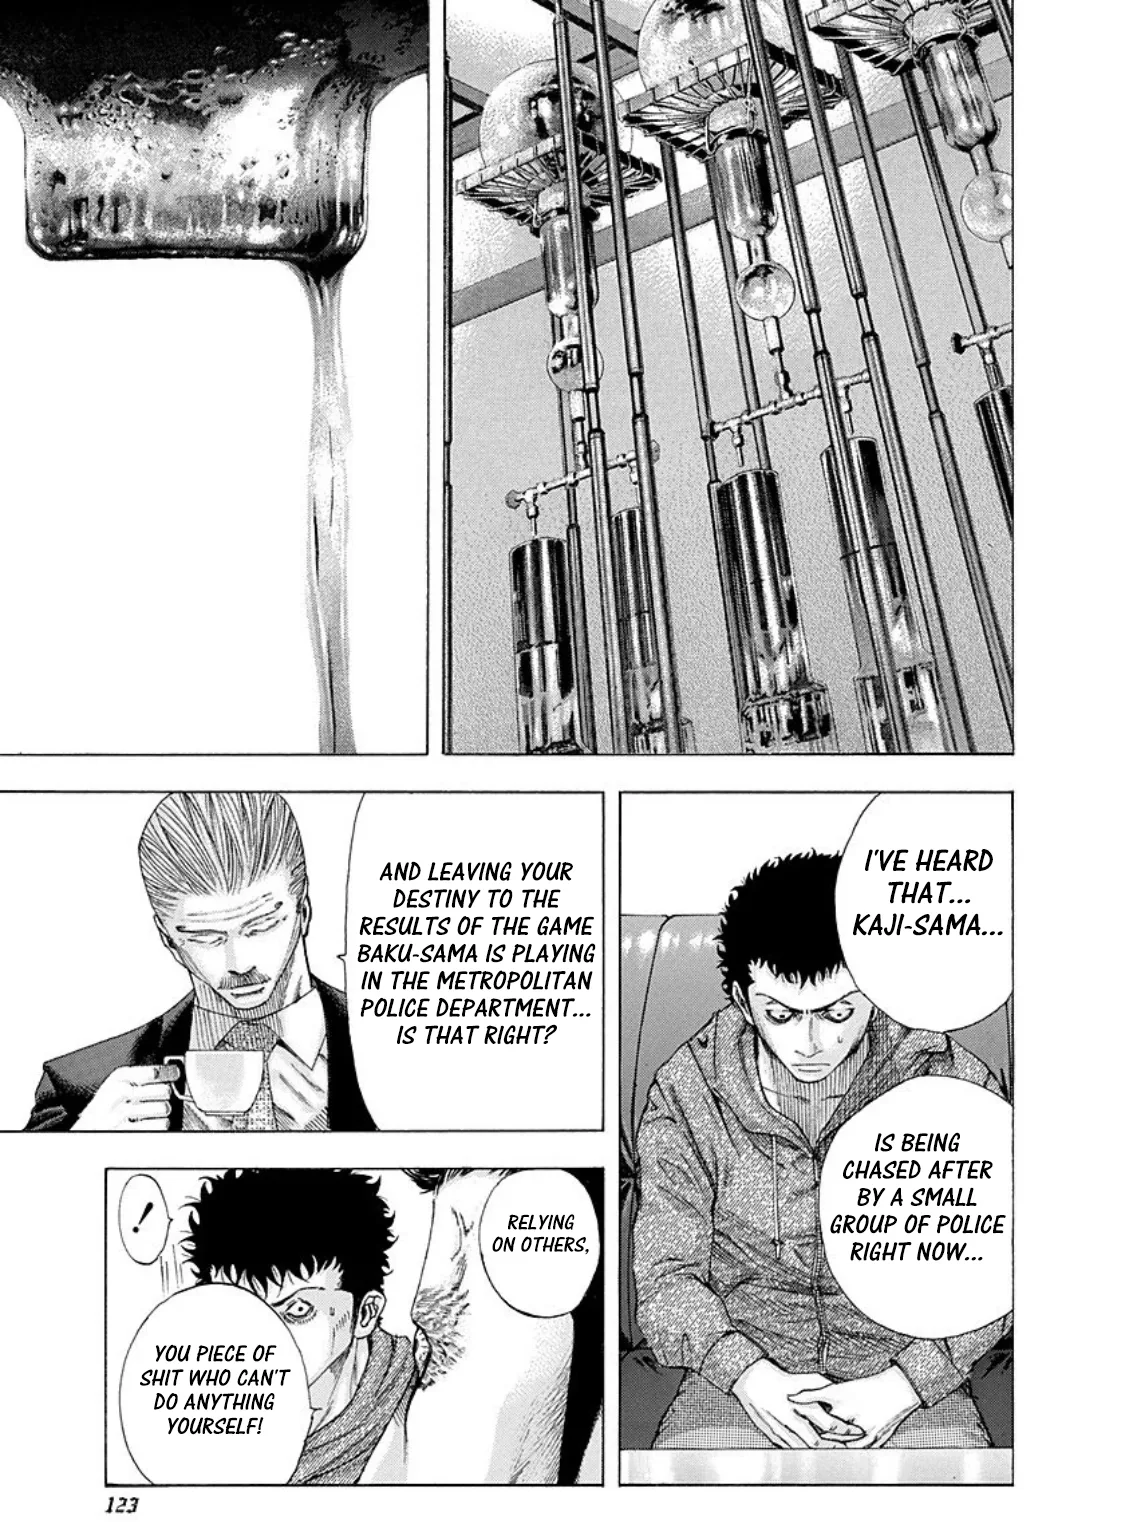 I'VE HEARD
THAT...
KAJI-SAMA...
IS BEING
CHASED AFTER
BY A SMALL
GROUP OF POLICE
RIGHT NOW...
AND LEAVING YOUR
DESTINY TO THE
RESULTS OF THE GAME
BAKU-SAMA IS PLAYING
IN THE METROPOLITAN
POLICE DEPARTMENT...
IS THAT RIGHT?
RELYING
ON OTHERS,
!
YOU PIECE OF
SHIT WHO CAN'T
DO ANYTHING
YOURSELF!
123